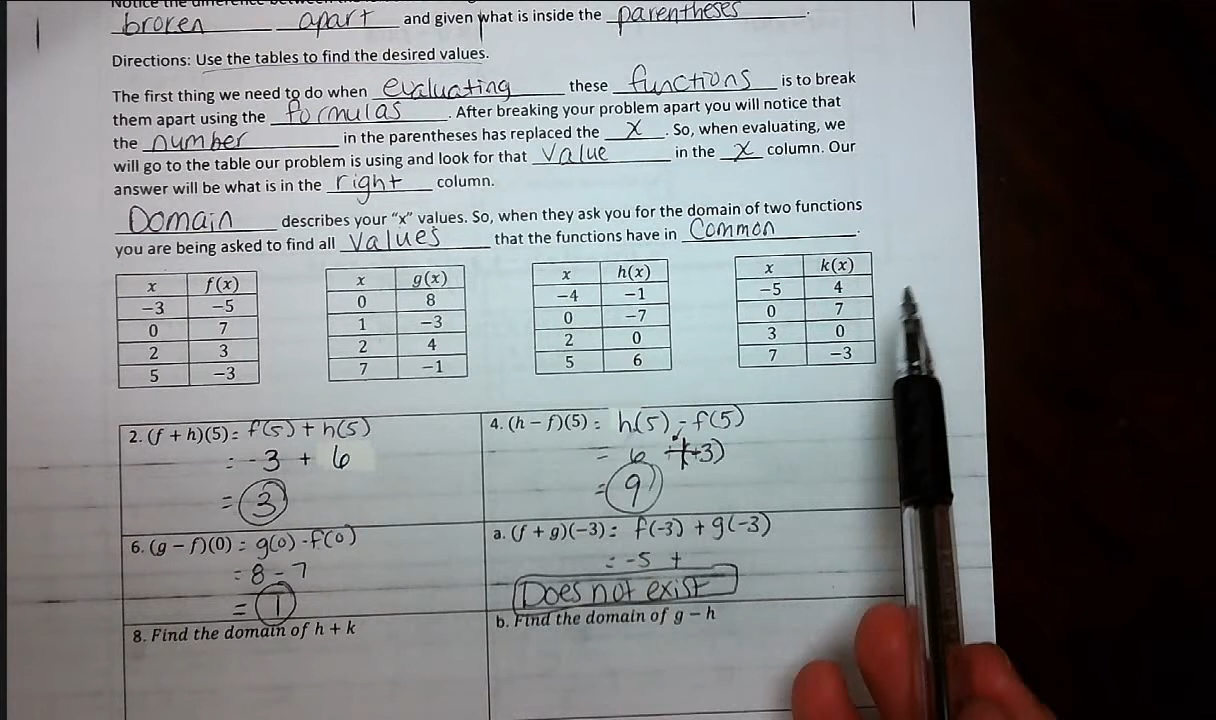 Notice the difference between the
broken apart and given what is inside the parentheses.
Directions: Use the tables to find the desired values.
The first thing we need to do when evaluating these functions is to break
them apart using the formulas. After breaking your problem apart you will notice that
the number in the parentheses has replaced the x. So, when evaluating, we
will go to the table our problem is using and look for that value in the x column. Our
answer will be what is in the right column.
Domain describes your “x” values. So, when they ask you for the domain of two functions
you are being asked to find all values that the functions have in common.
x f(x) x g(x) x h(x) x k(x)
−3 −5 0 8 −4 −1 −5 4
0 7 1 −3 0 −7 0 7
2 3 2 4 2 0 3 0
5 −3 7 −1 5 6 7 −3
2. (f + h)(5) = f(5) + h(5)
= -3 + 6
= 3
4. (h − f)(5) = h(5) - f(5)
= 6 + (+3)
= 9
6. (g − f)(0) = g(0) - f(0)
= 8 - 7
= 1
a. (f + g)(−3) = f(-3) + g(-3)
= -5 +
Does not exist
8. Find the domain of h + k
b. Find the domain of g − h